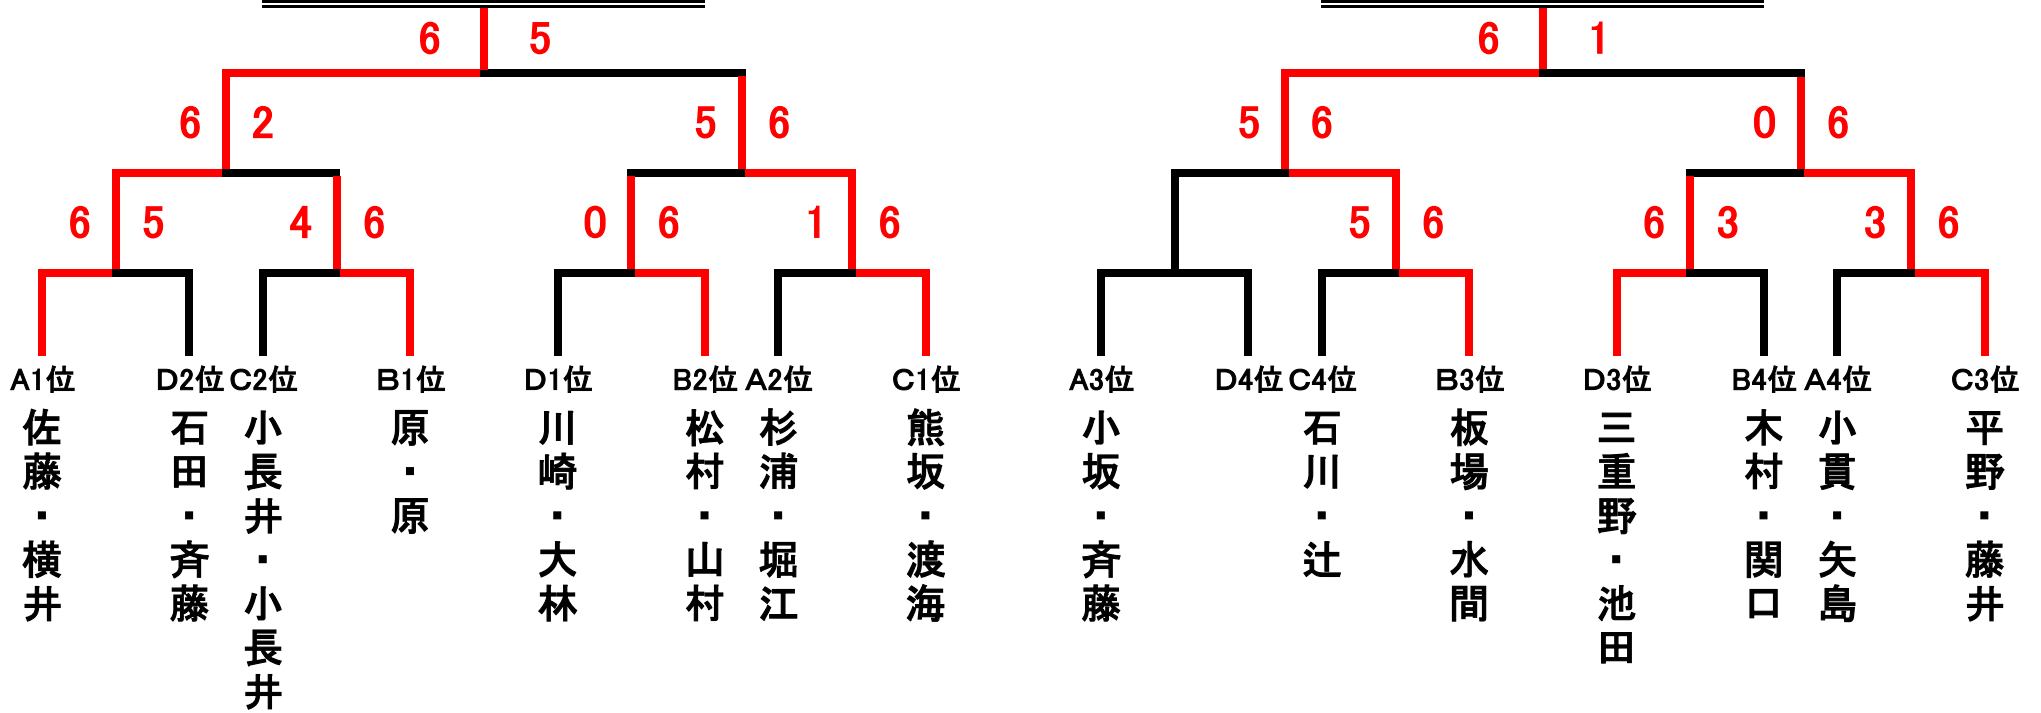 6 5
6 1
6 2
5 6
5 6
0 6
6 5
4 6
0 6
1 6
5 6
6 3
3 6
A1位
D2位
C2位
B1位
D1位
B2位
A2位
C1位
A3位
D4位
C4位
B3位
D3位
B4位
A4位
C3位
佐藤・横井
石田・斉藤
小長井・小長井
原・原
川崎・大林
松村・山村
杉浦・堀江
熊坂・渡海
小坂・斉藤
石川・辻
板場・水間
三重野・池田
木村・関口
小貫・矢島
平野・藤井